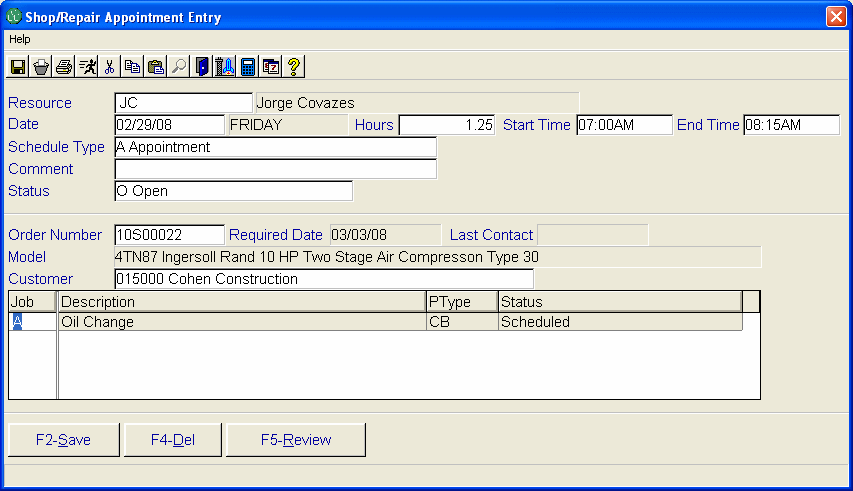 Shop/Repair Appointment Entry
Help
Resource JC Jorge Covazes
Date 02/29/08 FRIDAY Hours 1.25 Start Time 07:00AM End Time 08:15AM
Schedule Type A Appointment
Comment
Status O Open
Order Number 10S00022 Required Date 03/03/08 Last Contact
Model 4TN87 Ingersoll Rand 10 HP Two Stage Air Compresson Type 30
Customer 015000 Cohen Construction
Job Description PType Status
A Oil Change CB Scheduled
F2-Save F4-Del F5-Review